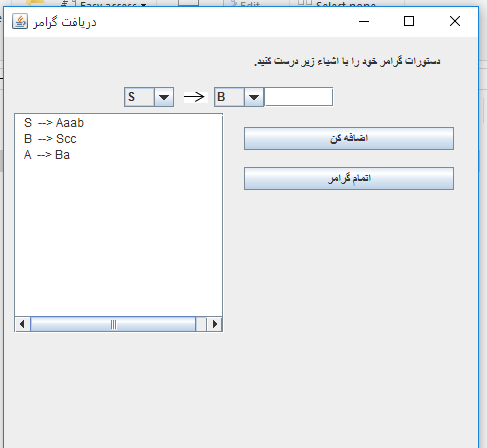 Easy access Edit Select none
دریافت گرامر
دستورات گرامر خود را با اشیاء زیر درست کنید.
S B
S --> Aaab
B --> Scc
A --> Ba
اضافه کن
اتمام گرامر